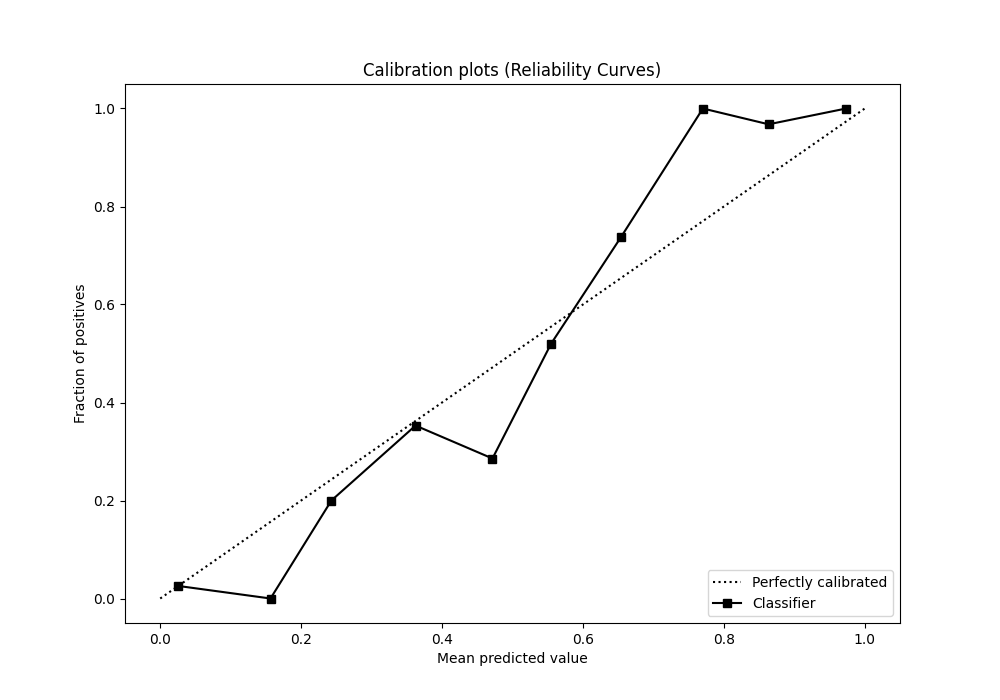 Calibration plots (Reliability Curves)
Fraction of positives
1.0
0.8
0.6
0.4
0.2
0.0
0.0 0.2 0.4 0.6 0.8 1.0
Mean predicted value
Perfectly calibrated
Classifier